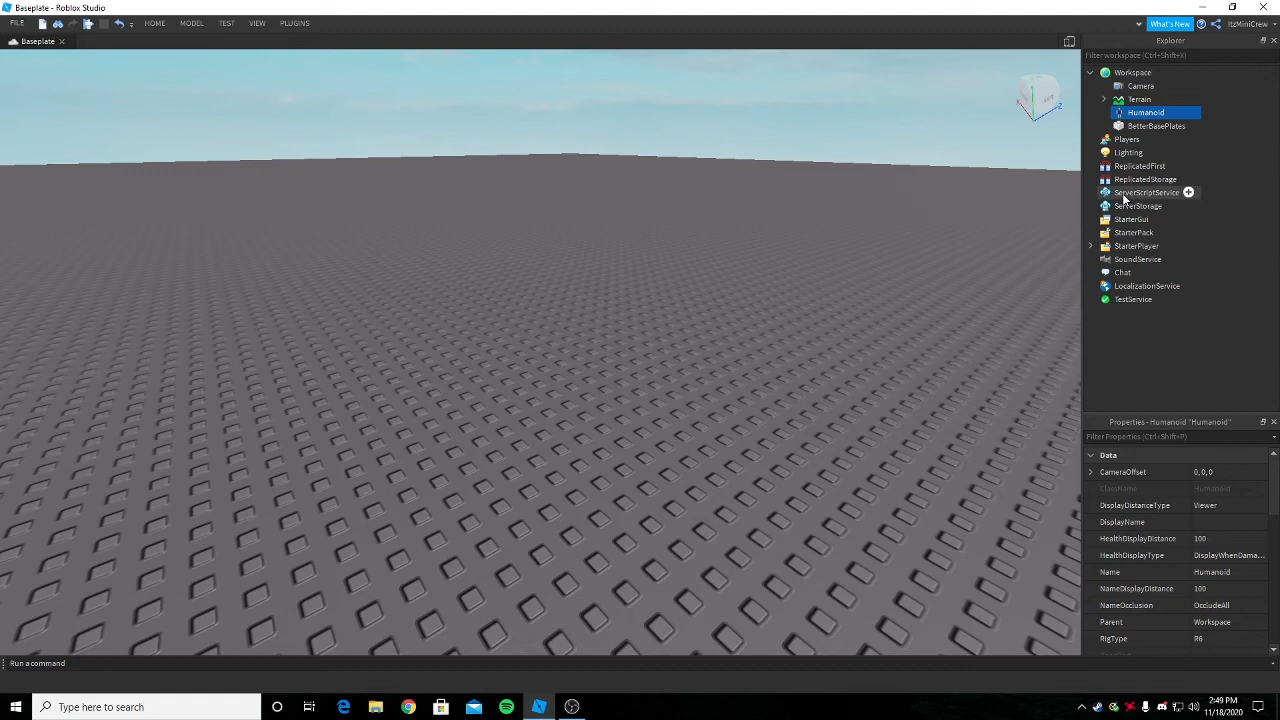 Baseplate - Roblox Studio
FILE HOME MODEL TEST VIEW PLUGINS What's New ItzMiniCrew
Baseplate
Explorer
Filter workspace (Ctrl+Shift+X)
Workspace
Camera
Terrain
Humanoid
BetterBasePlates
Players
Lighting
ReplicatedFirst
ReplicatedStorage
ServerScriptService
ServerStorage
StarterGui
StarterPack
StarterPlayer
SoundService
Chat
LocalizationService
TestService
Properties - Humanoid "Humanoid"
Filter Properties (Ctrl+Shift+P)
Data
CameraOffset 0, 0, 0
ClassName Humanoid
DisplayDistanceType Viewer
DisplayName
HealthDisplayDistance 100
HealthDisplayType DisplayWhenDama...
Name Humanoid
NameDisplayDistance 100
NameOcclusion OccludeAll
Parent Workspace
RigType R6
Run a command
Type here to search
2:49 PM
11/18/2020